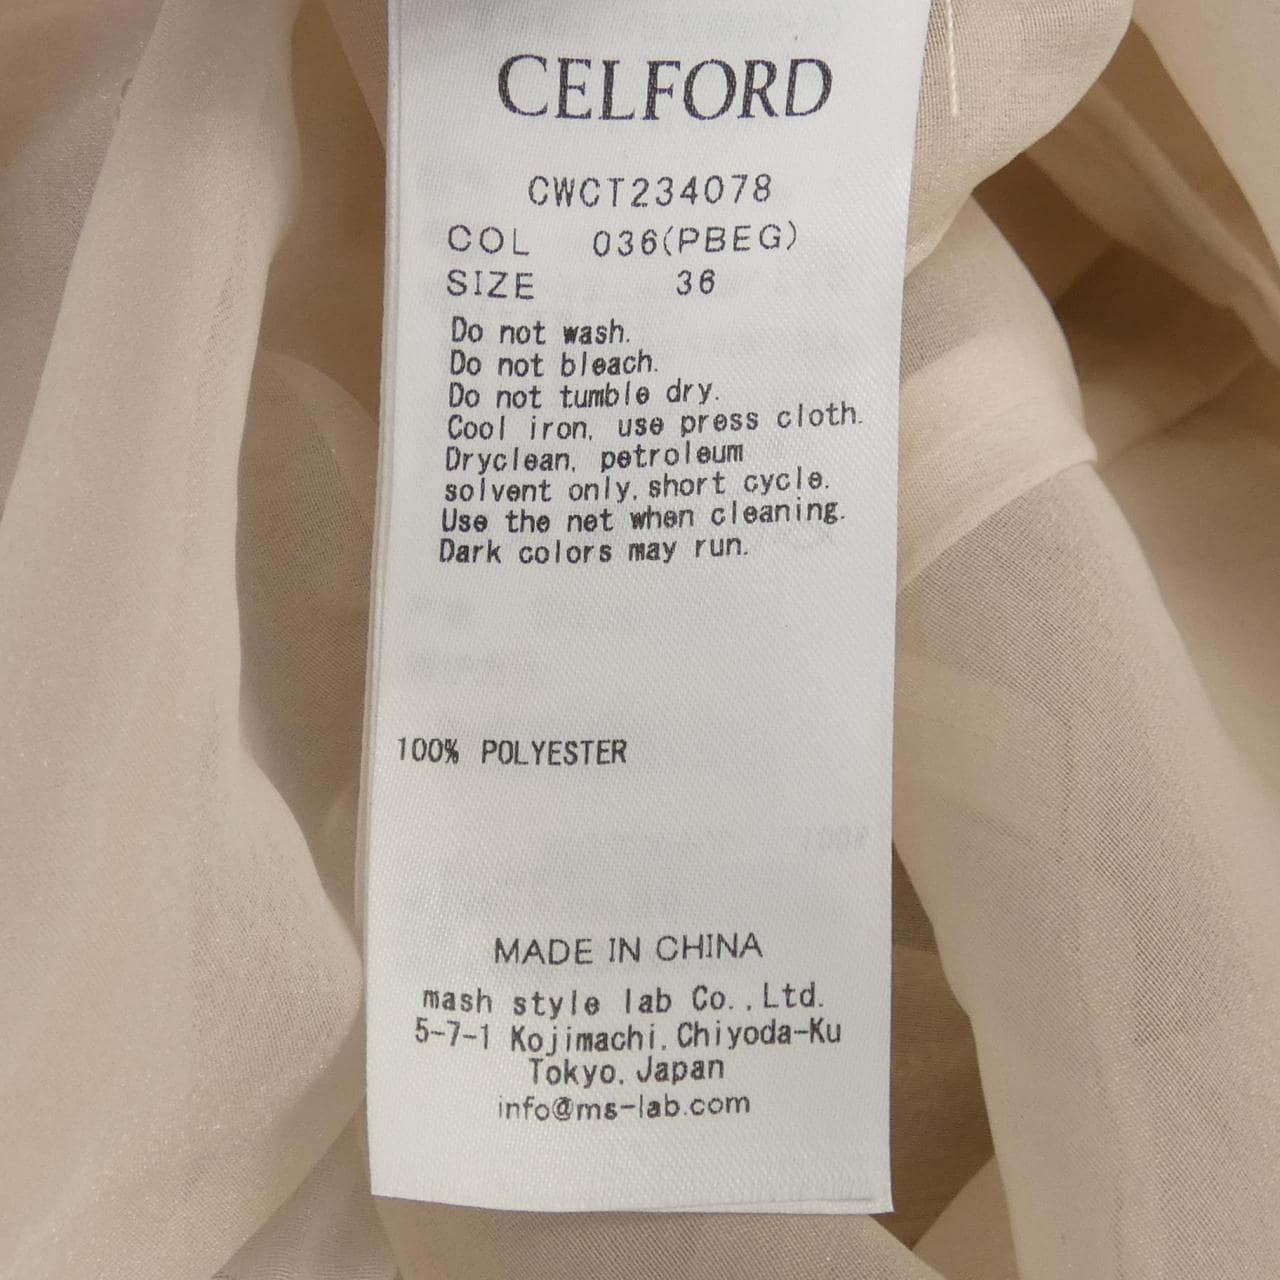 CELFORD
CWCT234078
COL 036(PBEG)
SIZE 36
Do not wash.
Do not bleach.
Do not tumble dry.
Cool iron, use press cloth.
Dryclean, petroleum
solvent only, short cycle.
Use the net when cleaning.
Dark colors may run.
100% POLYESTER
MADE IN CHINA
mash style lab Co.,Ltd.
5-7-1 Kojimachi, Chiyoda-Ku
Tokyo, Japan
info@ms-lab.com